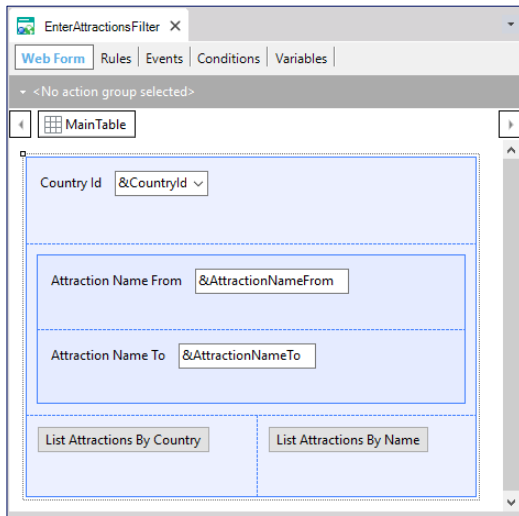 EnterAttractionsFilter
Web Form Rules Events Conditions Variables
<No action group selected>
MainTable
Country Id &CountryId
Attraction Name From &AttractionNameFrom
Attraction Name To &AttractionNameTo
List Attractions By Country List Attractions By Name